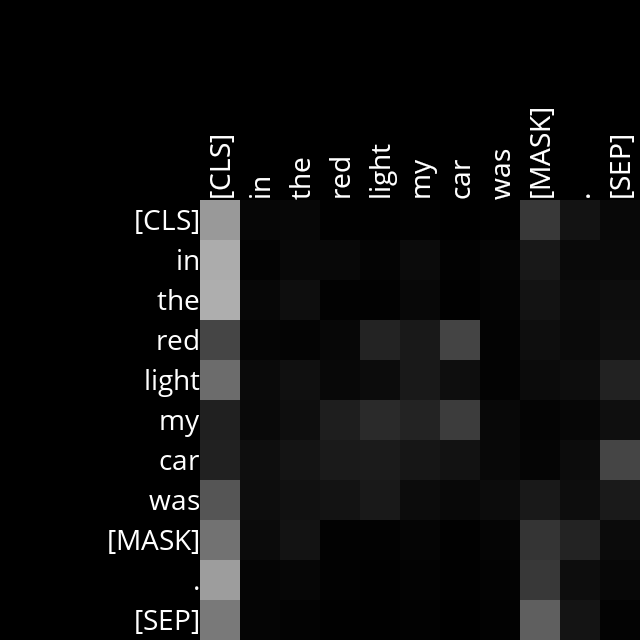 [CLS] in the red light my car was [MASK] . [SEP]
[CLS]
in
the
red
light
my
car
was
[MASK]
.
[SEP]